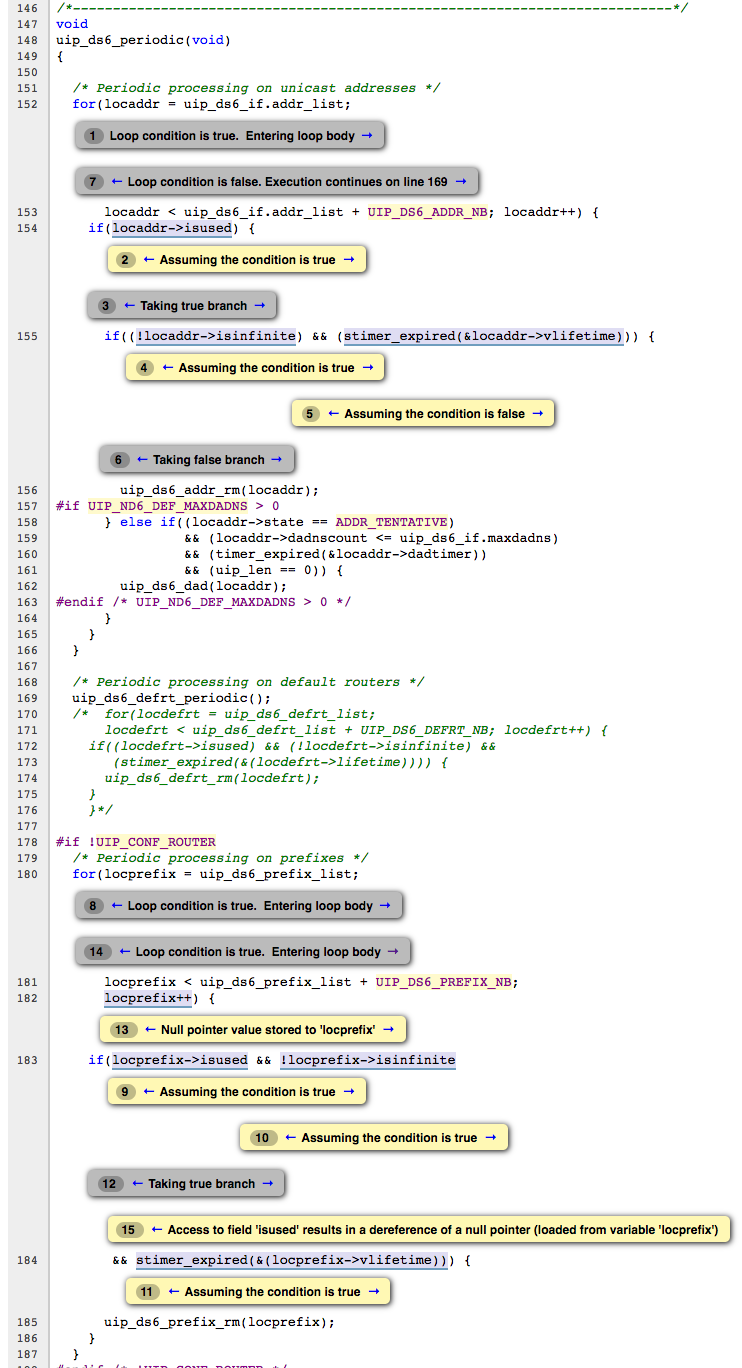 146 /*---------------------------------------------------------------------------*/
147 void
148 uip_ds6_periodic(void)
149 {
150
151 /* Periodic processing on unicast addresses */
152 for(locaddr = uip_ds6_if.addr_list;
1 Loop condition is true. Entering loop body →
7 ← Loop condition is false. Execution continues on line 169 →
153 locaddr < uip_ds6_if.addr_list + UIP_DS6_ADDR_NB; locaddr++) {
154 if(locaddr->isused) {
2 ← Assuming the condition is true →
3 ← Taking true branch →
155 if((!locaddr->isinfinite) && (stimer_expired(&locaddr->vlifetime))) {
4 ← Assuming the condition is true →
5 ← Assuming the condition is false →
6 ← Taking false branch →
156 uip_ds6_addr_rm(locaddr);
157 #if UIP_ND6_DEF_MAXDADNS > 0
158 } else if((locaddr->state == ADDR_TENTATIVE)
159 && (locaddr->dadnscount <= uip_ds6_if.maxdadns)
160 && (timer_expired(&locaddr->dadtimer))
161 && (uip_len == 0)) {
162 uip_ds6_dad(locaddr);
163 #endif /* UIP_ND6_DEF_MAXDADNS > 0 */
164 }
165 }
166 }
167
168 /* Periodic processing on default routers */
169 uip_ds6_defrt_periodic();
170 /* for(locdefrt = uip_ds6_defrt_list;
171 locdefrt < uip_ds6_defrt_list + UIP_DS6_DEFRT_NB; locdefrt++) {
172 if((locdefrt->isused) && (!locdefrt->isinfinite) &&
173 (stimer_expired(&(locdefrt->lifetime)))) {
174 uip_ds6_defrt_rm(locdefrt);
175 }
176 }*/
177
178 #if !UIP_CONF_ROUTER
179 /* Periodic processing on prefixes */
180 for(locprefix = uip_ds6_prefix_list;
8 ← Loop condition is true. Entering loop body →
14 ← Loop condition is true. Entering loop body →
181 locprefix < uip_ds6_prefix_list + UIP_DS6_PREFIX_NB;
182 locprefix++) {
13 ← Null pointer value stored to 'locprefix' →
183 if(locprefix->isused && !locprefix->isinfinite
9 ← Assuming the condition is true →
10 ← Assuming the condition is true →
12 ← Taking true branch →
15 ← Access to field 'isused' results in a dereference of a null pointer (loaded from variable 'locprefix')
184 && stimer_expired(&(locprefix->vlifetime))) {
11 ← Assuming the condition is true →
185 uip_ds6_prefix_rm(locprefix);
186 }
187 }